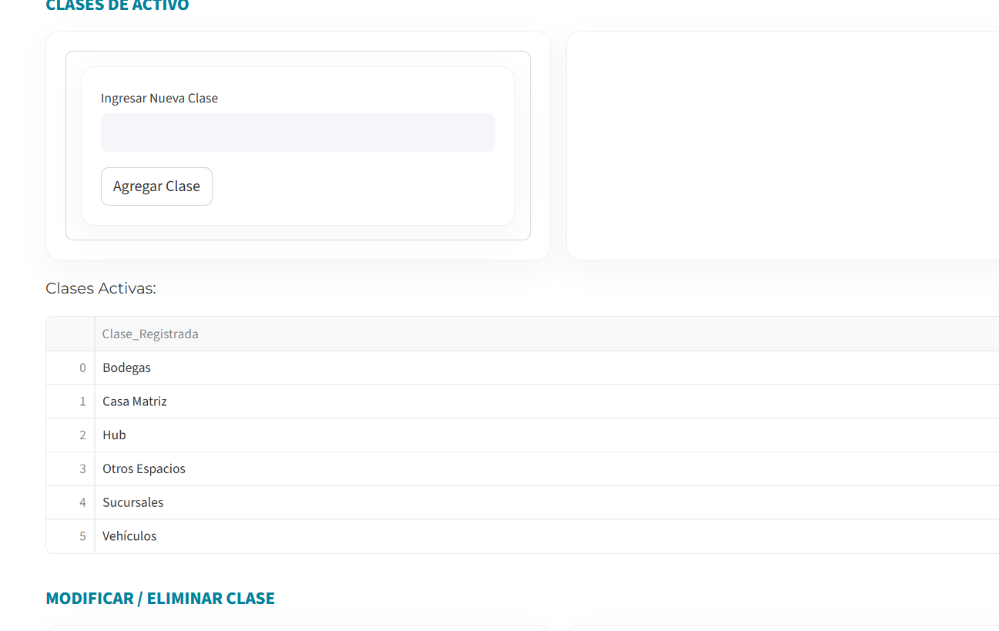 CLASES DE ACTIVO
Ingresar Nueva Clase
Agregar Clase
Clases Activas:
Clase_Registrada
0 Bodegas
1 Casa Matriz
2 Hub
3 Otros Espacios
4 Sucursales
5 Vehículos
MODIFICAR / ELIMINAR CLASE